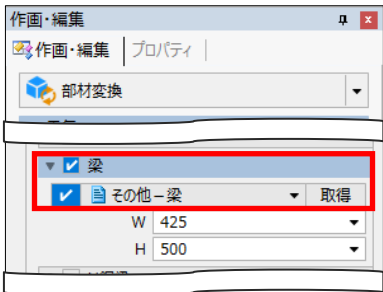 作画・編集
作画・編集 プロパティ
部材変換
梁
その他 – 梁 取得
W 425
H 500